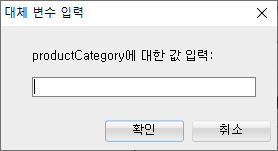 대체 변수 입력
productCategory에 대한 값 입력:
확인
취소